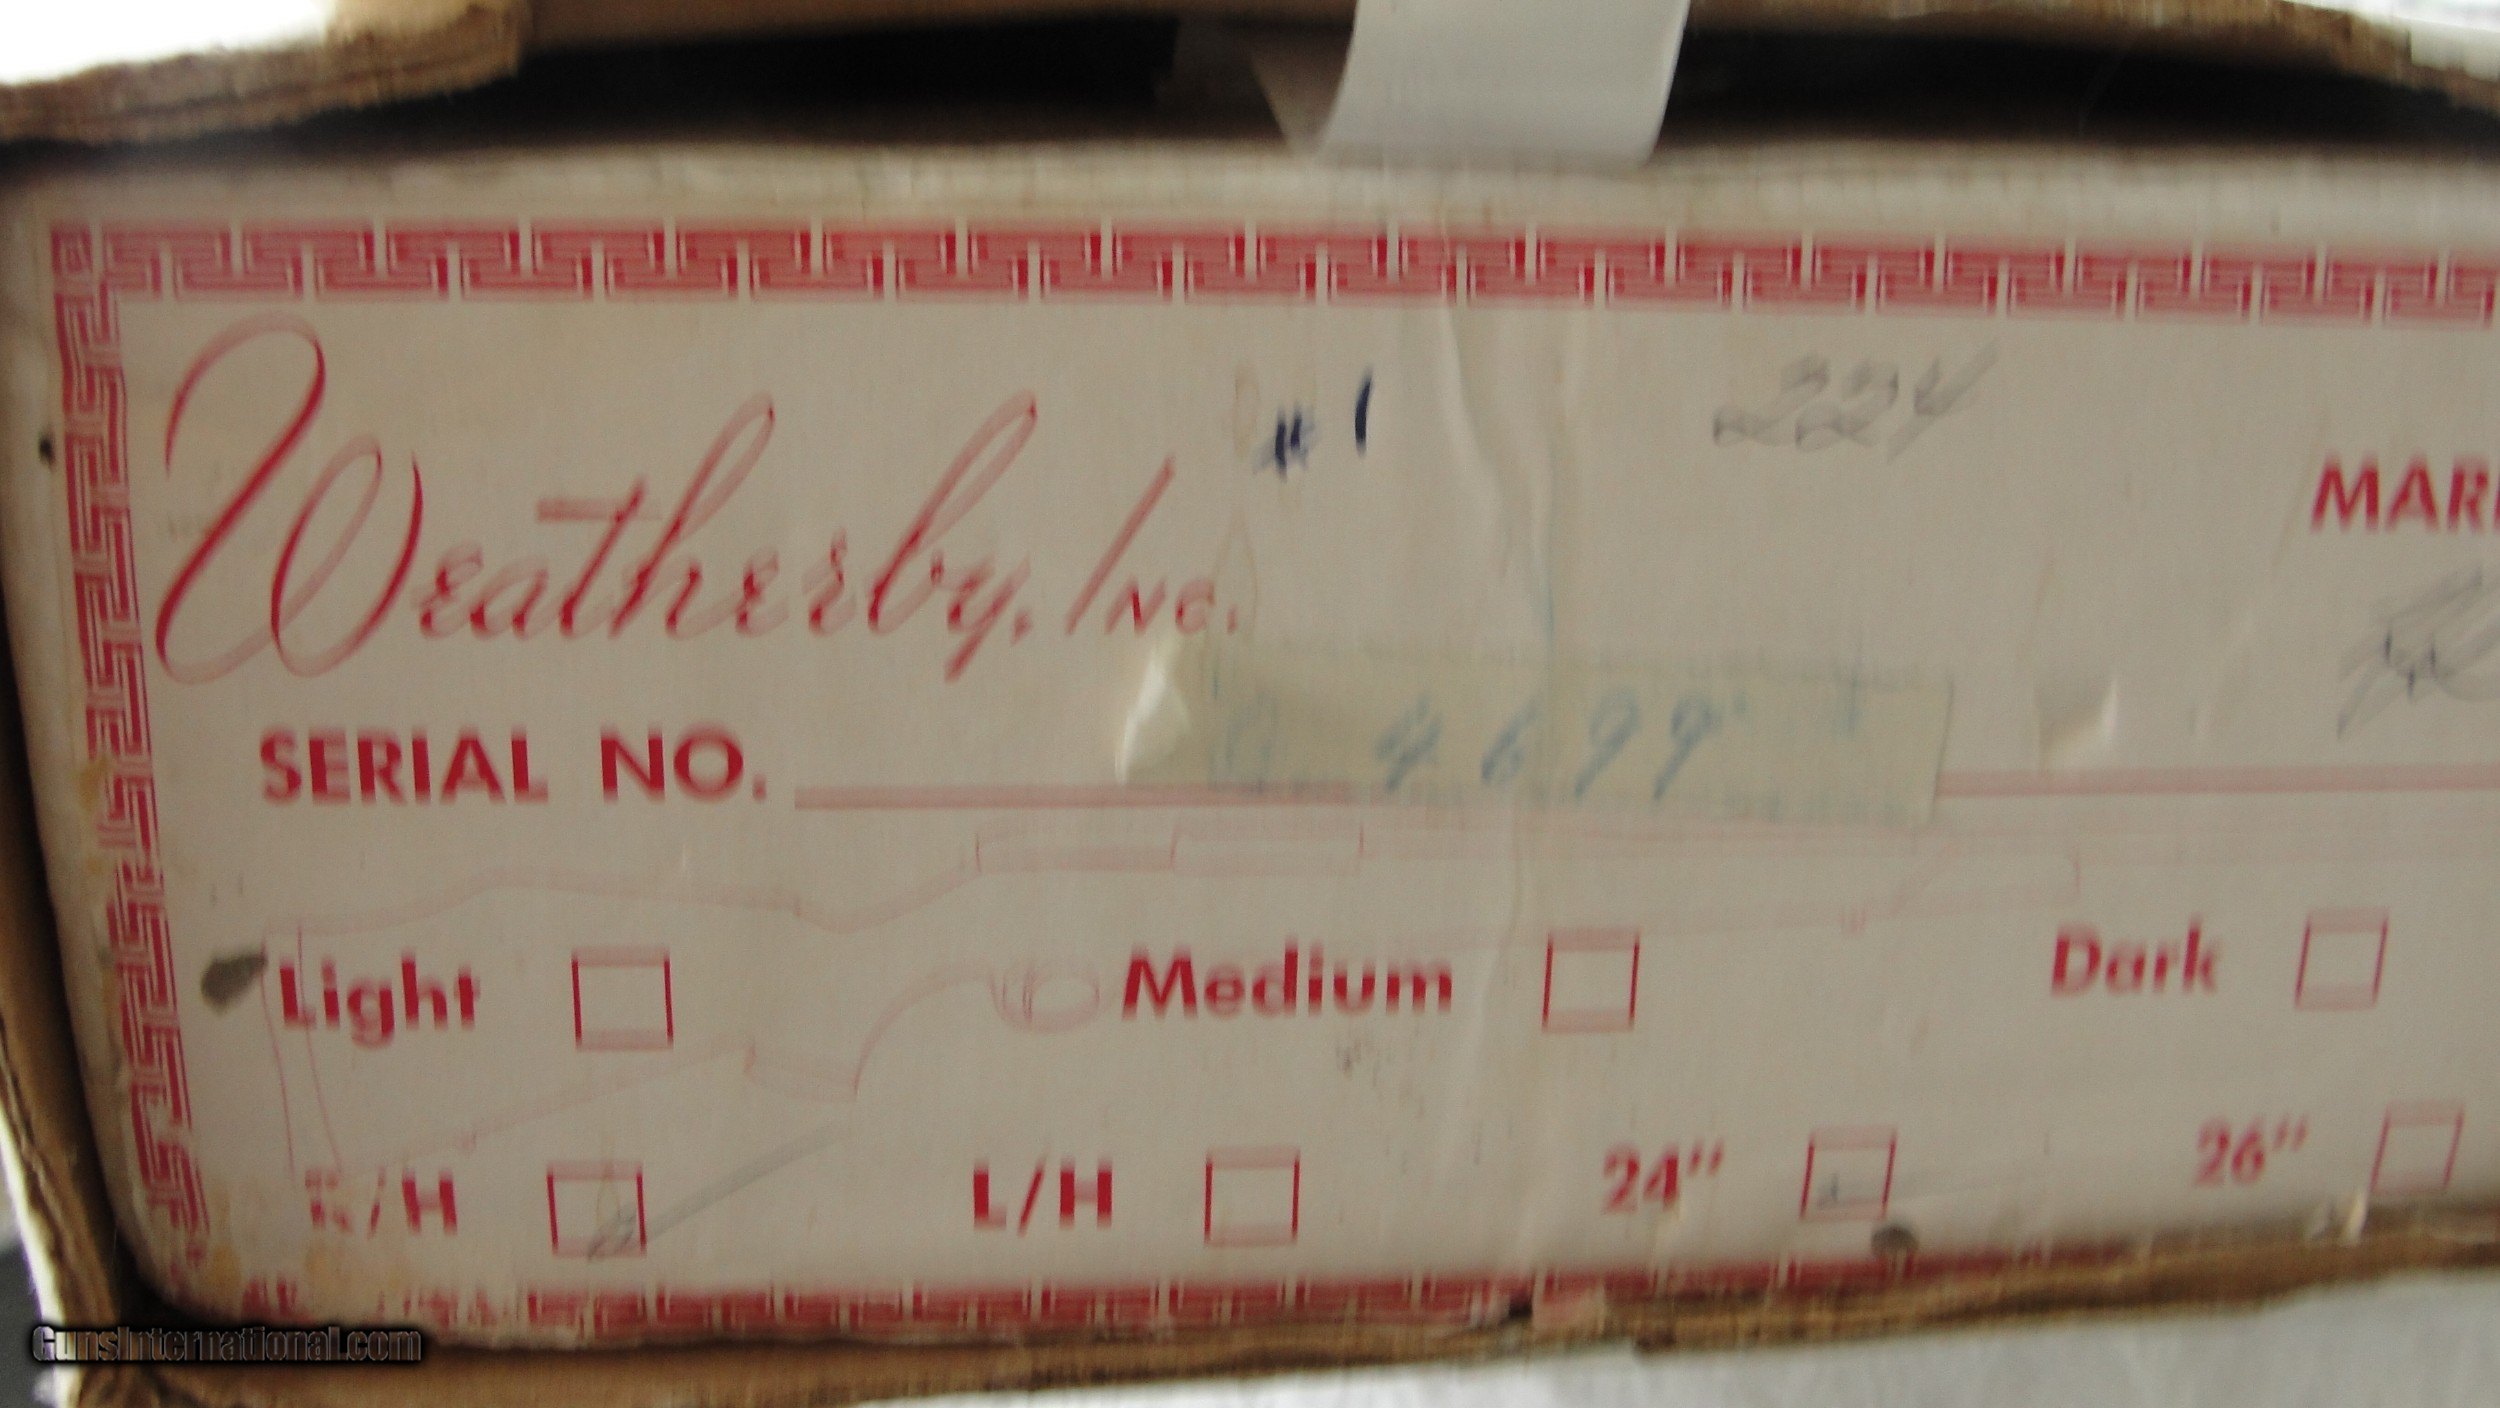 Weatherby, Inc. #1 224
MAR
SERIAL NO. 4699
Light Medium Dark
R/H L/H 24" 26"
GunsInternational.com